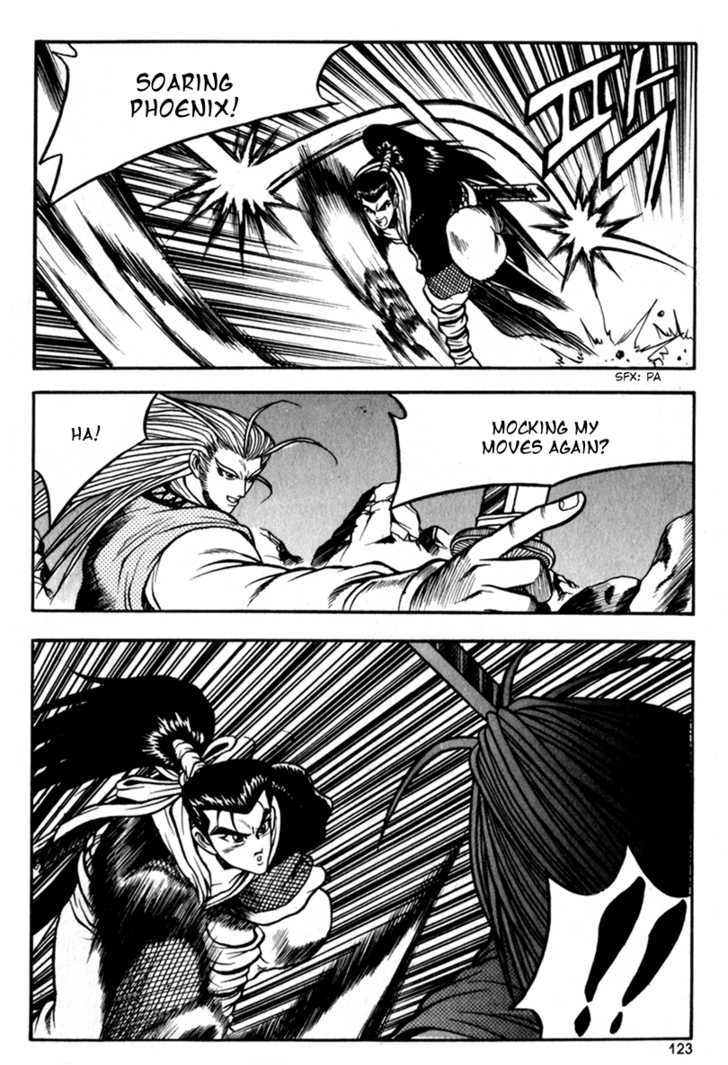 SOARING
PHOENIX!
SFX: PA
HA!
MOCKING MY
MOVES AGAIN?
!!
123